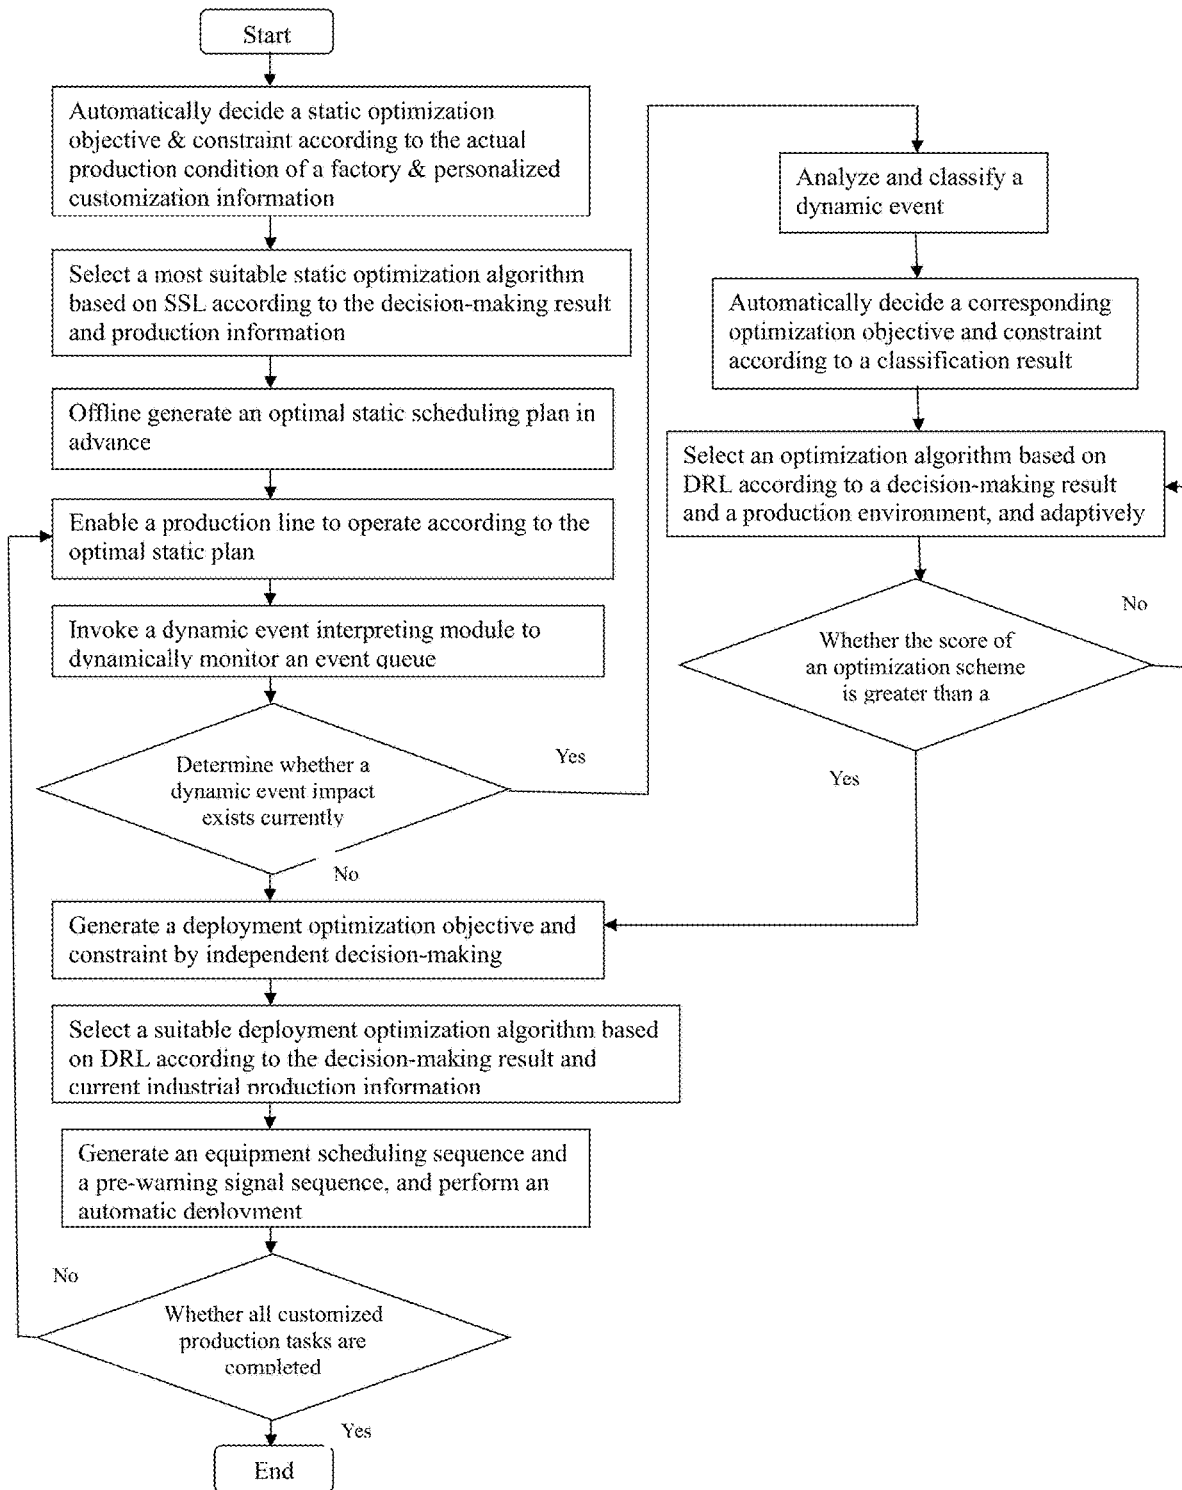 Start
Automatically decide a static optimization
objective & constraint according to the actual
production condition of a factory & personalized
customization information
Select a most suitable static optimization algorithm
based on SSL according to the decision-making result
and production information
Offline generate an optimal static scheduling plan in
advance
Enable a production line to operate according to the
optimal static plan
Invoke a dynamic event interpreting module to
dynamically monitor an event queue
Determine whether a
dynamic event impact
exists currently
Yes
No
Analyze and classify a
dynamic event
Automatically decide a corresponding
optimization objective and constraint
according to a classification result
Select an optimization algorithm based on
DRL according to a decision-making result
and a production environment, and adaptively
Whether the score of
an optimization scheme
is greater than a
No
Yes
Generate a deployment optimization objective and
constraint by independent decision-making
Select a suitable deployment optimization algorithm based
on DRL according to the decision-making result and
current industrial production information
Generate an equipment scheduling sequence and
a pre-warning signal sequence, and perform an
automatic deployment
Whether all customized
production tasks are
completed
No
Yes
End